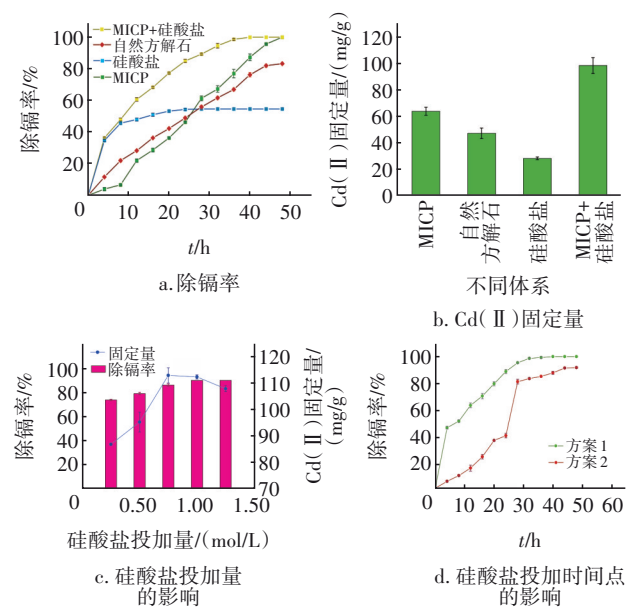 MICP+硅酸盐
自然方解石
硅酸盐
MICP
除镉率/%
100
80
60
40
20
0
10
20
30
40
50
t/h
a. 除镉率
Cd(Ⅱ)固定量/(mg/g)
120
100
80
60
40
20
0
MICP
自然
方解石
硅酸盐
MICP+
硅酸盐
不同体系
b. Cd(Ⅱ)固定量
固定量
除镉率
除镉率/%
100
80
60
40
20
0
0.50
1.00
1.50
120
110
100
90
80
70
Cd(Ⅱ)固定量/
(mg/g)
硅酸盐投加量/(mol/L)
c. 硅酸盐投加量
的影响
除镉率/%
100
80
60
40
20
0
20
40
60
方案1
方案2
t/h
d. 硅酸盐投加时间点
的影响